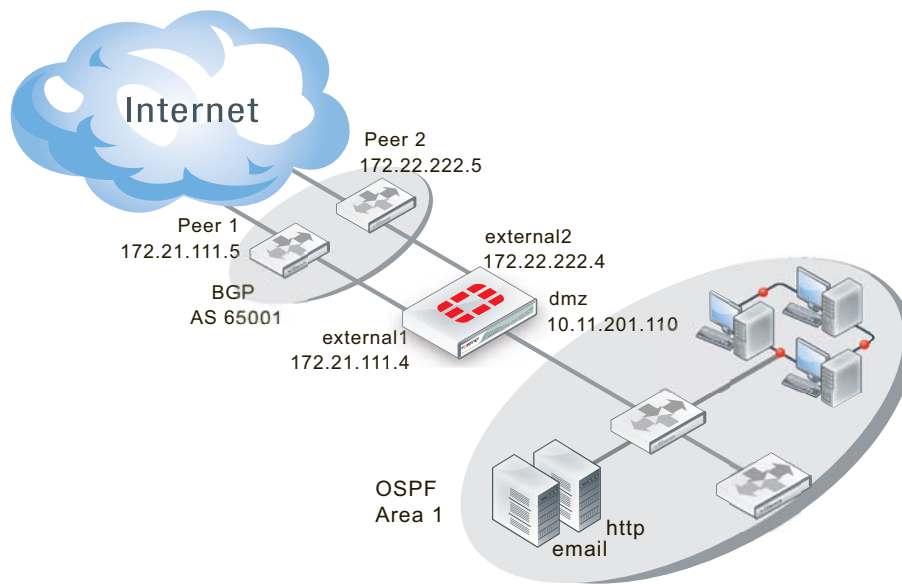 Internet
Peer 2
172.22.222.5
Peer 1
172.21.111.5
external2
172.22.222.4
BGP
AS 65001
dmz
10.11.201.110
external1
172.21.111.4
OSPF
Area 1
http
email